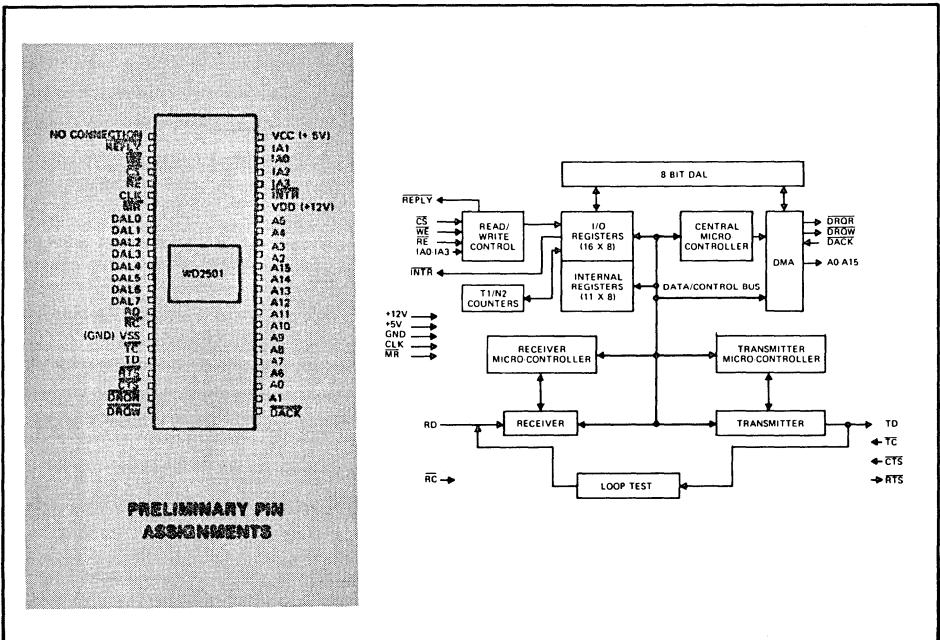 NO CONNECTION
REPLY
WE
CS
RE
CLK
MR
DAL0
DAL1
DAL2
DAL3
DAL4
DAL5
DAL6
DAL7
RD
RC
(GND) VSS
TC
TD
RTS
CTS
DRQR
DRQW
WD2501
VCC (+ 5V)
IA1
IA0
IA2
IA3
INTR
VDD (+12V)
A5
A4
A3
A2
A15
A14
A13
A12
A11
A10
A9
A8
A7
A6
A0
A1
DACK
PRELIMINARY PIN
ASSIGNMENTS
8 BIT DAL
REPLY
CS
WE
RE
IA0 IA3
INTR
READ/
WRITE
CONTROL
I/O
REGISTERS
(16 X 8)
CENTRAL
MICRO
CONTROLLER
DMA
DRQR
DRQW
DACK
A0 A15
T1/N2
COUNTERS
INTERNAL
REGISTERS
(11 X 8)
DATA/CONTROL BUS
+12V
+5V
GND
CLK
MR
RECEIVER
MICRO-CONTROLLER
TRANSMITTER
MICRO-CONTROLLER
RD
RECEIVER
TRANSMITTER
TD
TC
CTS
RTS
RC
LOOP TEST